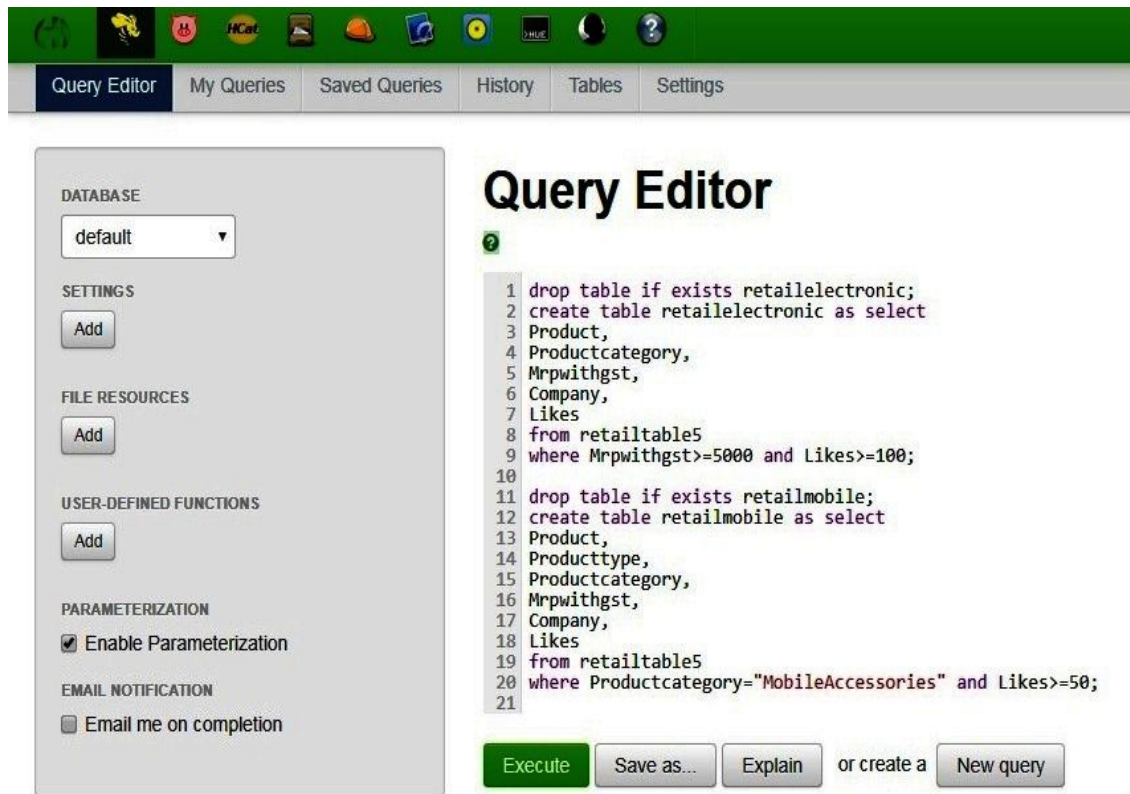 HCat
>HUE
?
Query Editor My Queries Saved Queries History Tables Settings
DATABASE
default
SETTINGS
Add
FILE RESOURCES
Add
USER-DEFINED FUNCTIONS
Add
PARAMETERIZATION
Enable Parameterization
EMAIL NOTIFICATION
Email me on completion
Query Editor
?
1 drop table if exists retailelectronic;
2 create table retailelectronic as select
3 Product,
4 Productcategory,
5 Mrpwithgst,
6 Company,
7 Likes
8 from retailtable5
9 where Mrpwithgst>=5000 and Likes>=100;
10
11 drop table if exists retailmobile;
12 create table retailmobile as select
13 Product,
14 Producttype,
15 Productcategory,
16 Mrpwithgst,
17 Company,
18 Likes
19 from retailtable5
20 where Productcategory="MobileAccessories" and Likes>=50;
21
Execute Save as... Explain or create a New query